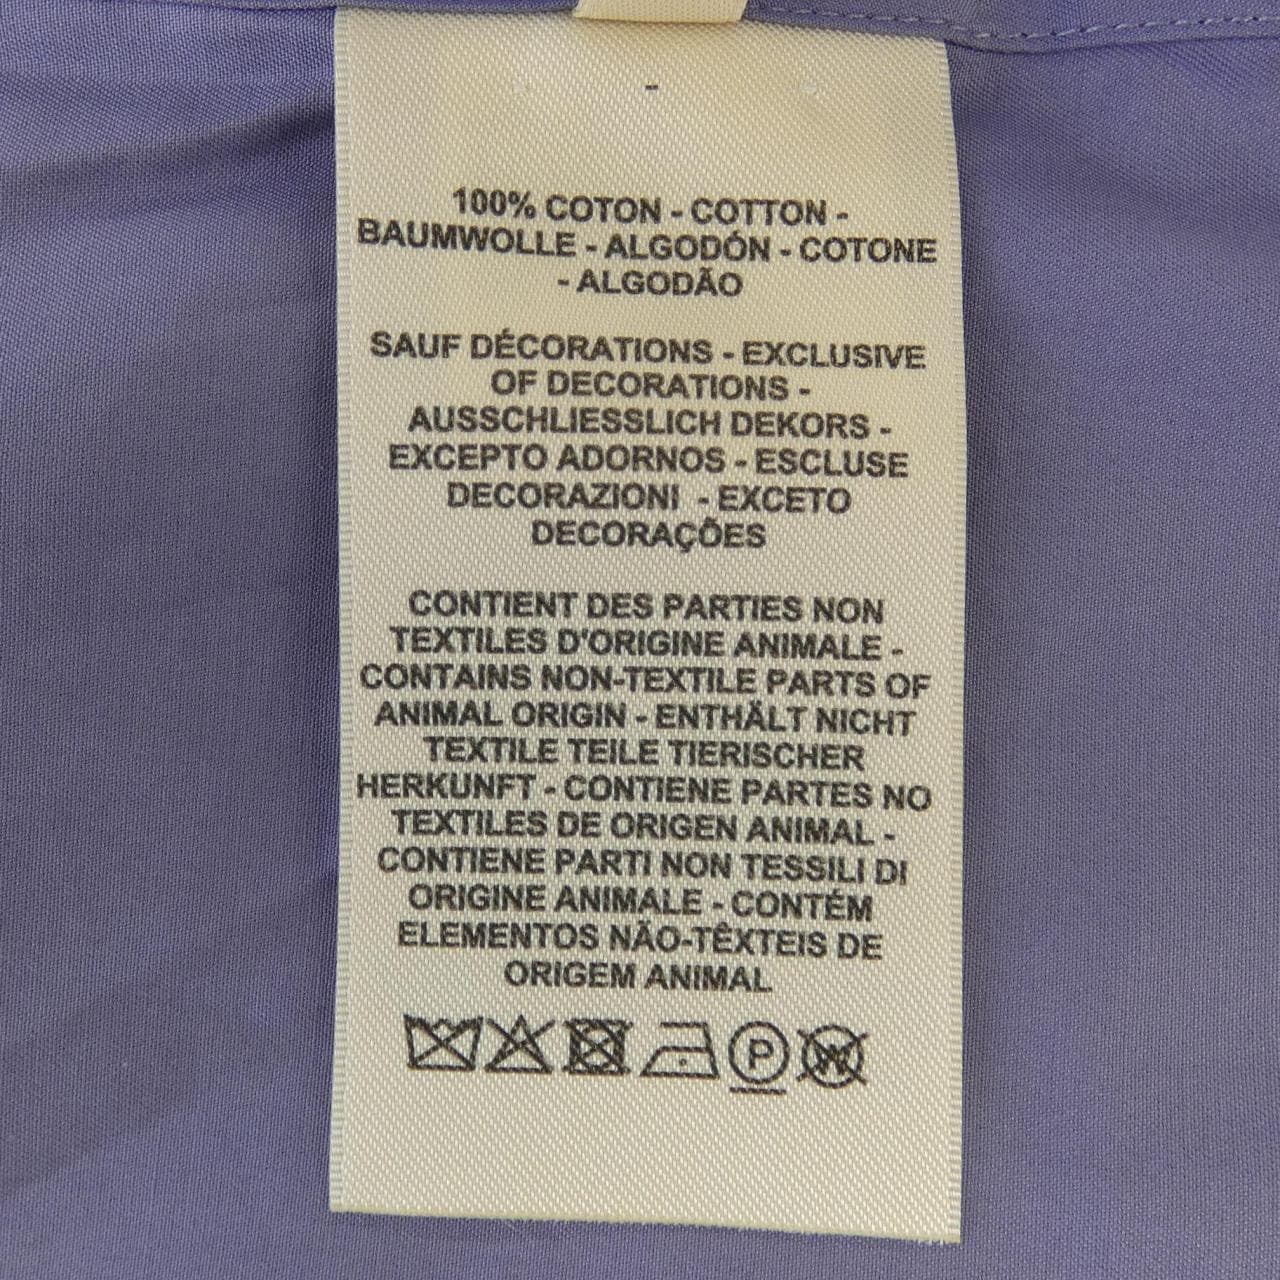 -
100% COTON - COTTON -
BAUMWOLLE - ALGODÓN - COTONE
- ALGODÃO
SAUF DÉCORATIONS - EXCLUSIVE
OF DECORATIONS -
AUSSCHLIESSLICH DEKORS -
EXCEPTO ADORNOS - ESCLUSE
DECORAZIONI - EXCETO
DECORAÇÕES
CONTIENT DES PARTIES NON
TEXTILES D'ORIGINE ANIMALE -
CONTAINS NON-TEXTILE PARTS OF
ANIMAL ORIGIN - ENTHÄLT NICHT
TEXTILE TEILE TIERISCHER
HERKUNFT - CONTIENE PARTES NO
TEXTILES DE ORIGEN ANIMAL -
CONTIENE PARTI NON TESSILI DI
ORIGINE ANIMALE - CONTÉM
ELEMENTOS NÃO-TÊXTEIS DE
ORIGEM ANIMAL
P W